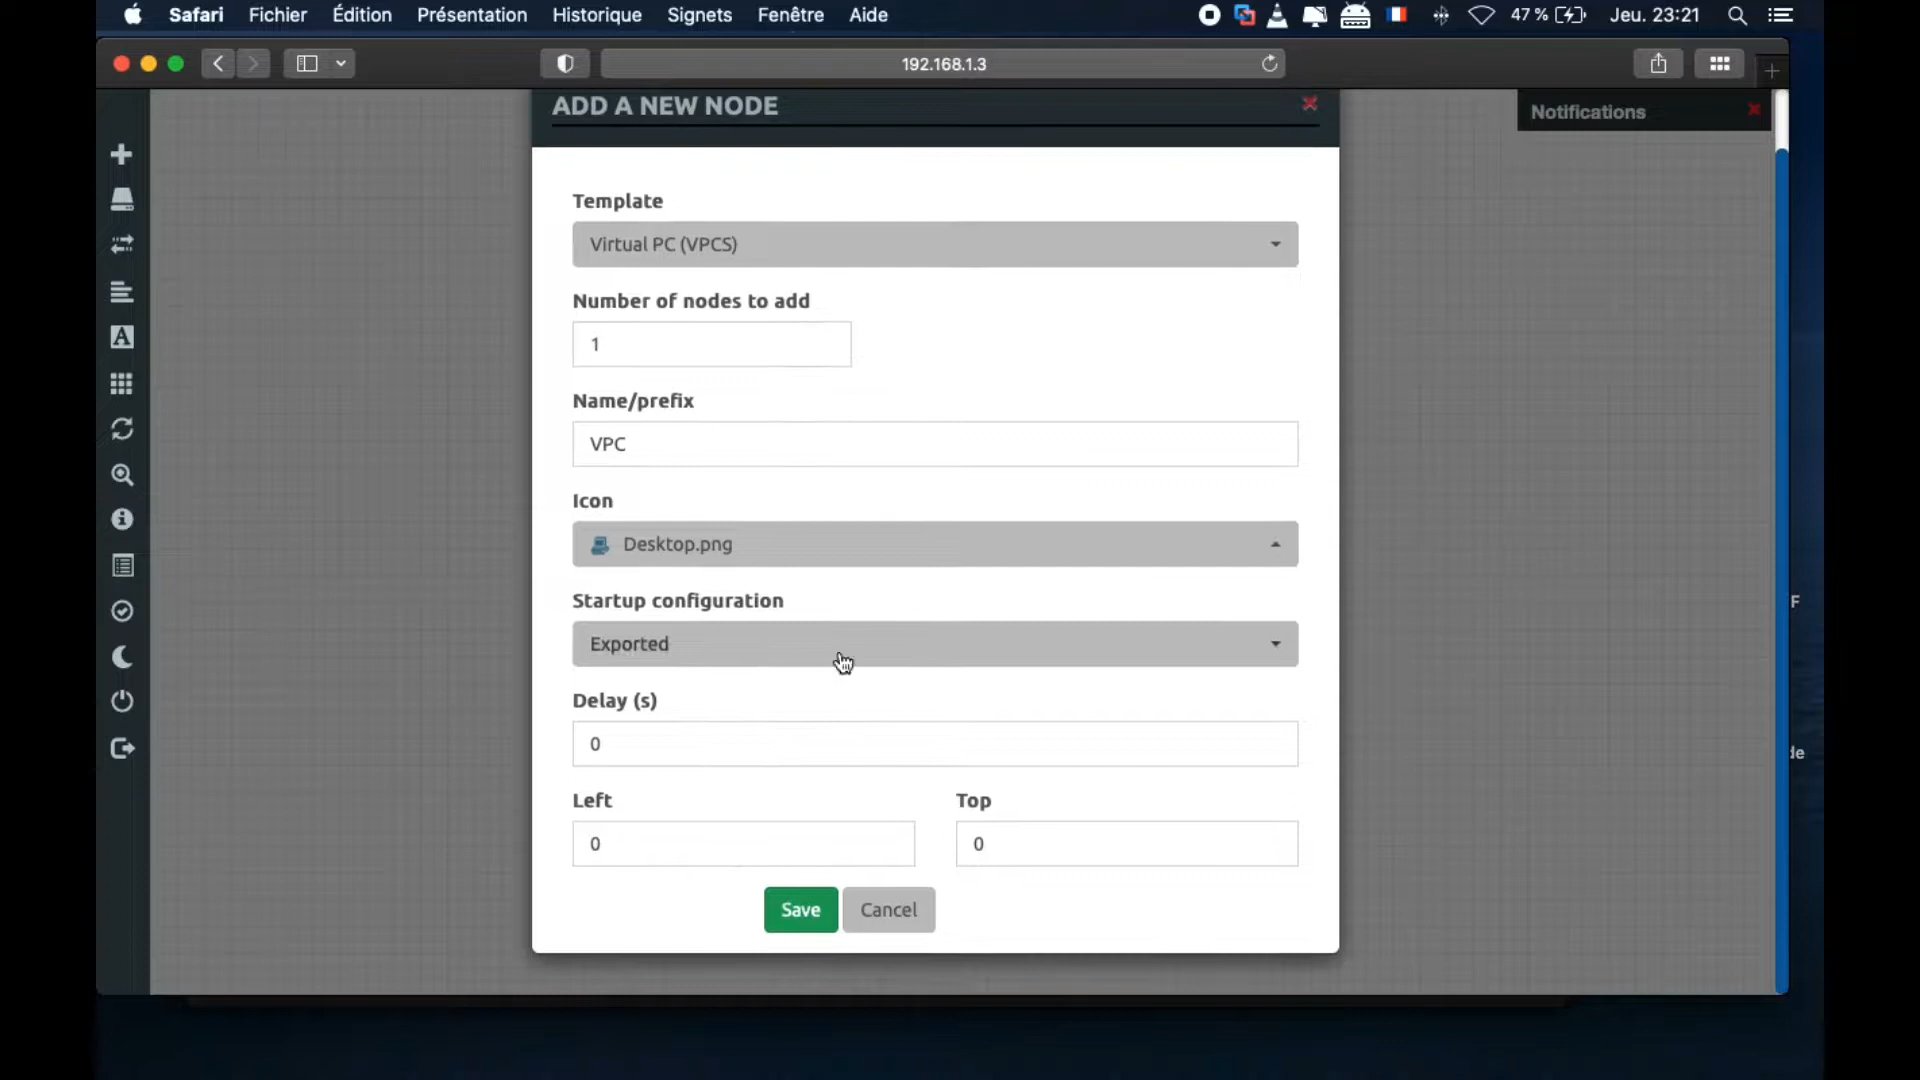 Safari Fichier Édition Présentation Historique Signets Fenêtre Aide 47 % Jeu. 23:21
192.168.1.3
ADD A NEW NODE
Notifications
Template
Virtual PC (VPCS)
Number of nodes to add
1
Name/prefix
VPC
Icon
Desktop.png
Startup configuration
Exported
Delay (s)
0
Left Top
0 0
Save Cancel
F
de